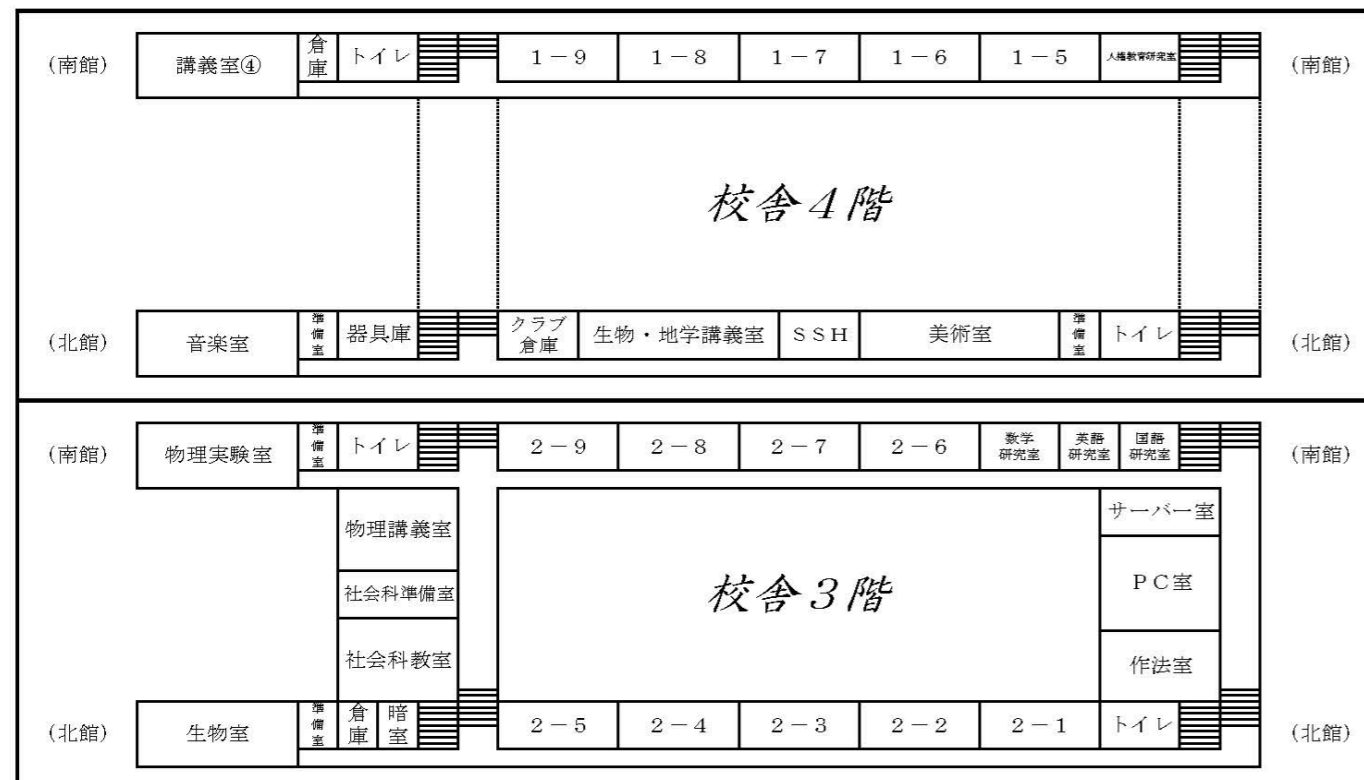 (南館) 講義室④ 倉庫 トイレ 1-9 1-8 1-7 1-6 1-5 人権教育研究室 (南館)
校舎4階
(北館) 音楽室 準備室 器具庫 クラブ倉庫 生物・地学講義室 SSH 美術室 準備室 トイレ (北館)
(南館) 物理実験室 準備室 トイレ 2-9 2-8 2-7 2-6 数学研究室 英語研究室 国語研究室 (南館)
サーバー室
物理講義室
社会科準備室 校舎3階 PC室
社会科教室 作法室
(北館) 生物室 準備室 倉庫 暗室 2-5 2-4 2-3 2-2 2-1 トイレ (北館)